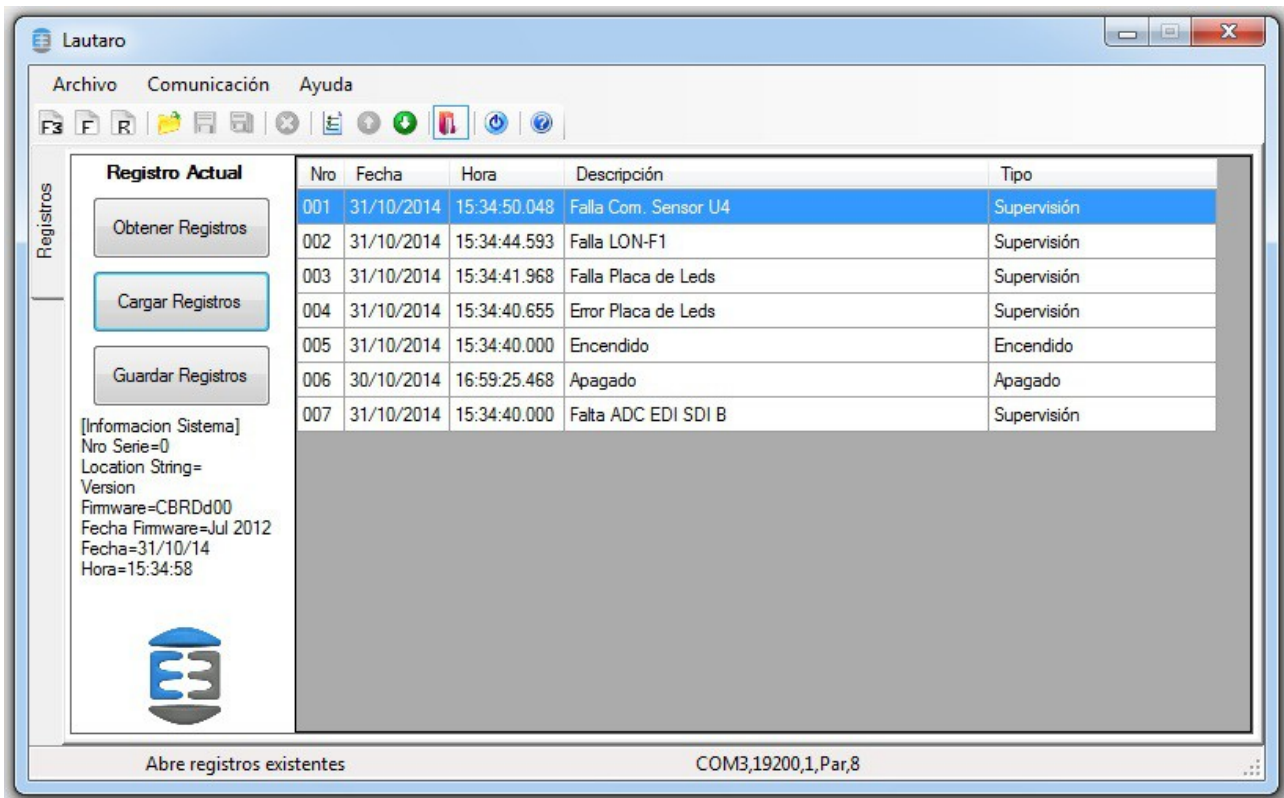 Lautaro
Archivo Comunicación Ayuda
F3 F R
Registros
Registro Actual
Obtener Registros
Cargar Registros
Guardar Registros
[Informacion Sistema]
Nro Serie=0
Location String=
Version
Firmware=CBRDd00
Fecha Firmware=Jul 2012
Fecha=31/10/14
Hora=15:34:58
Nro Fecha Hora Descripción Tipo
001 31/10/2014 15:34:50.048 Falla Com. Sensor U4 Supervisión
002 31/10/2014 15:34:44.593 Falla LON-F1 Supervisión
003 31/10/2014 15:34:41.968 Falla Placa de Leds Supervisión
004 31/10/2014 15:34:40.655 Error Placa de Leds Supervisión
005 31/10/2014 15:34:40.000 Encendido Encendido
006 30/10/2014 16:59:25.468 Apagado Apagado
007 31/10/2014 15:34:40.000 Falta ADC EDI SDI B Supervisión
Abre registros existentes COM3,19200,1,Par,8